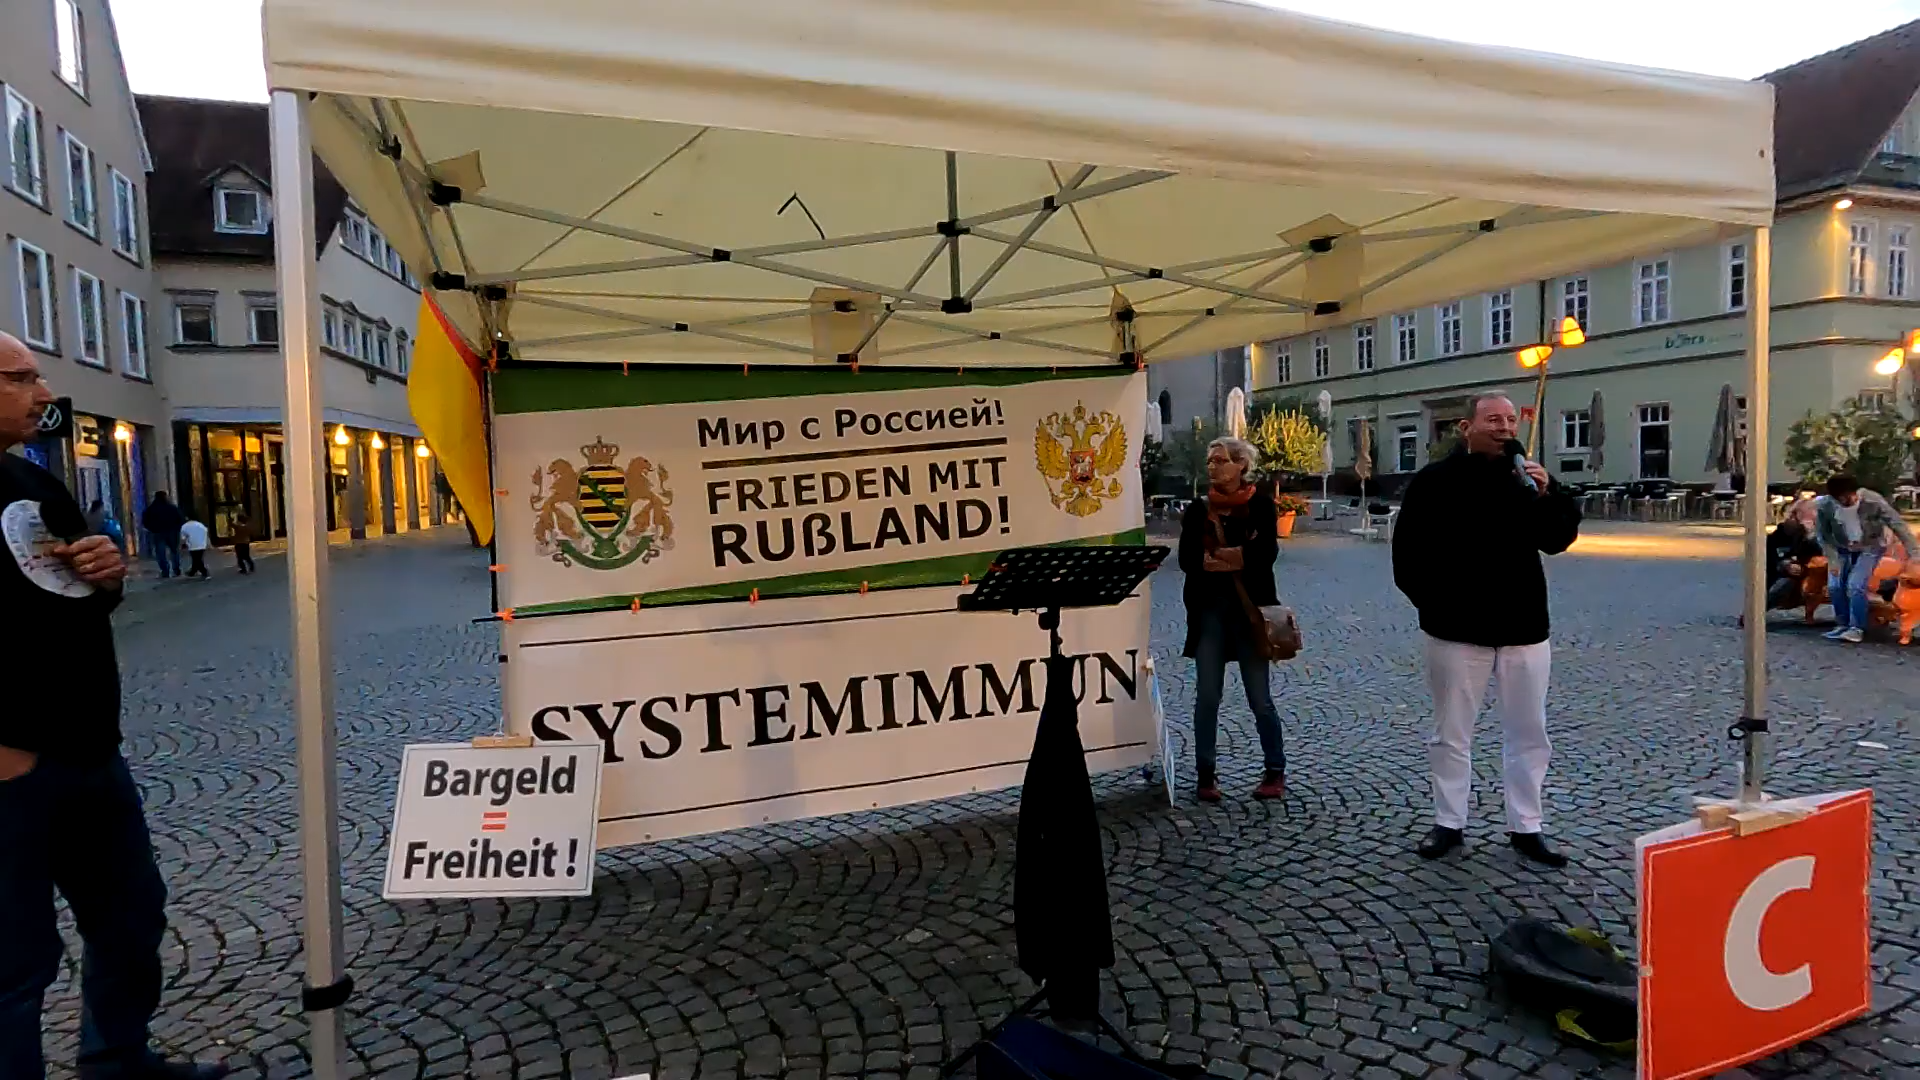 Мир с Россией!
FRIEDEN MIT
RUßLAND!
SYSTEMIMMUN
Bargeld
=
Freiheit !
C